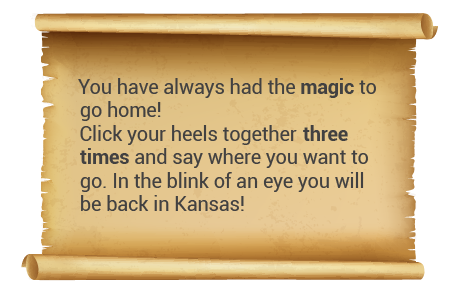 You have always had the magic to
go home!
Click your heels together three
times and say where you want to
go. In the blink of an eye you will
be back in Kansas!